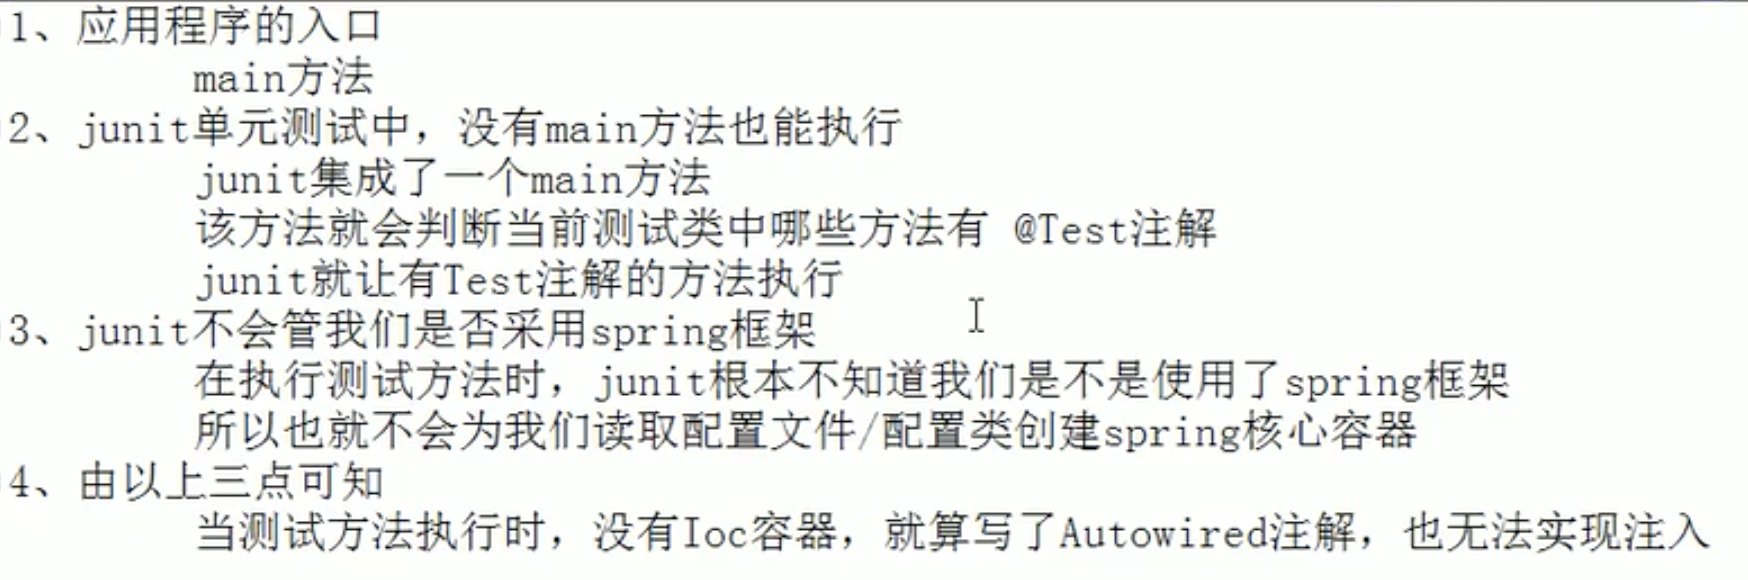 1、应用程序的入口
main方法
2、junit单元测试中，没有main方法也能执行
junit集成了一个main方法
该方法就会判断当前测试类中哪些方法有 @Test注解
junit就让有Test注解的方法执行
3、junit不会管我们是否采用spring框架
在执行测试方法时，junit根本不知道我们是不是使用了spring框架
所以也就不会为我们读取配置文件/配置类创建spring核心容器
4、由以上三点可知
当测试方法执行时，没有Ioc容器，就算写了Autowired注解，也无法实现注入